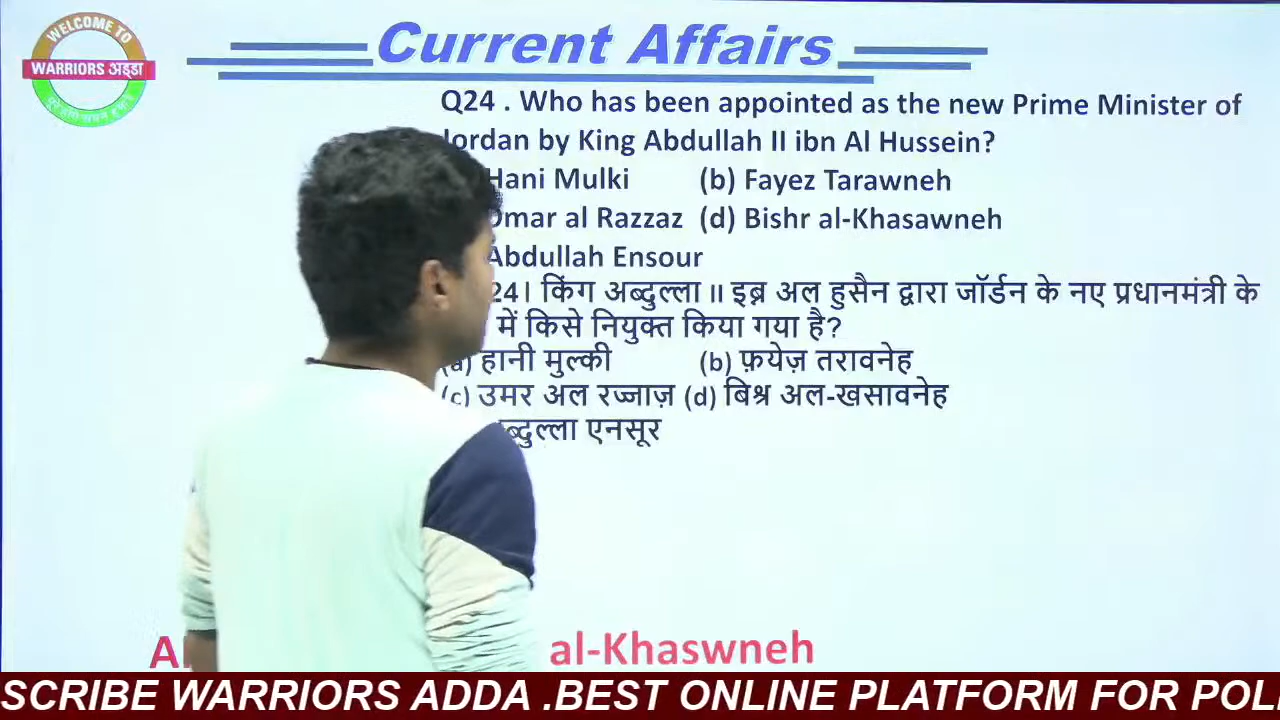 WELCOME TO
WARRIORS अड्डा
Current Affairs
Q24 . Who has been appointed as the new Prime Minister of
Jordan by King Abdullah II ibn Al Hussein?
Hani Mulki (b) Fayez Tarawneh
Omar al Razzaz (d) Bishr al-Khasawneh
Abdullah Ensour
24। किंग अब्दुल्ला II इब्न अल हुसैन द्वारा जॉर्डन के नए प्रधानमंत्री के
में किसे नियुक्त किया गया है?
(a) हानी मुल्की (b) फ़येज़ तरावनेह
(c) उमर अल रज्जाज़ (d) बिश्र अल-खसावनेह
ब्दुल्ला एनसूर
al-Khaswneh
SCRIBE WARRIORS ADDA .BEST ONLINE PLATFORM FOR POL